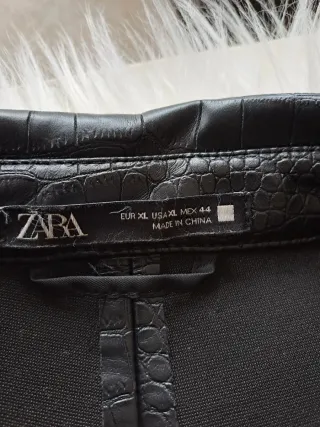 ZARA
EUR XL USA XL MEX 44
MADE IN CHINA